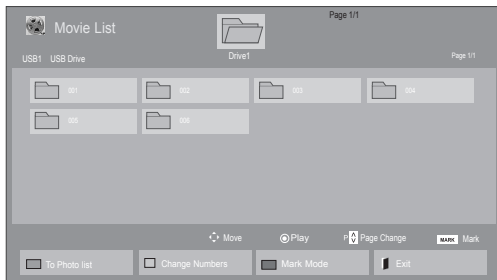 Page 1/1
Movie List
USB1 USB Drive
Drive1
Page 1/1
001 002 003 004
005 006
Move Play P Page Change MARK Mark
To Photo list Change Numbers Mark Mode Exit